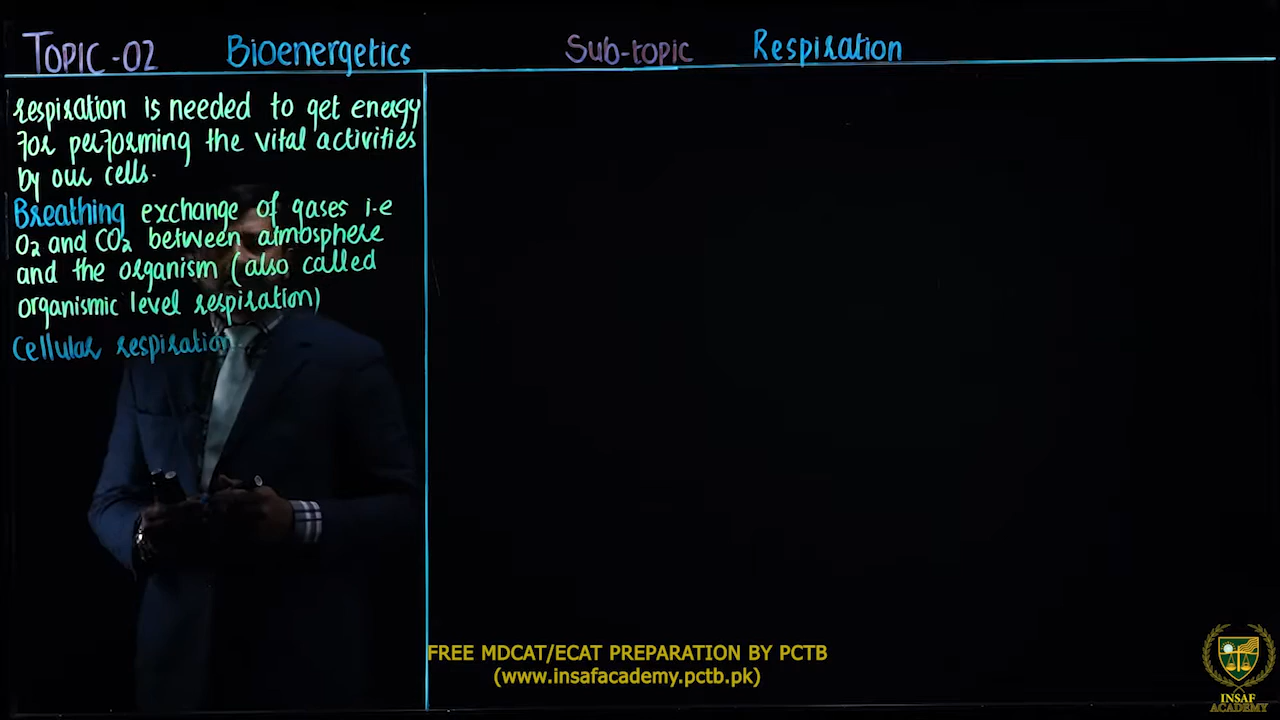 TOPIC-02 Bioenergetics Sub-topic Respiration
respiration is needed to get energy
for performing the vital activities
by our cells.
Breathing exchange of gases i.e
O₂ and CO₂ between atmosphere
and the organism (also called
organismic level respiration)
Cellular respiration
FREE MDCAT/ECAT PREPARATION BY PCTB
(www.insafacademy.pctb.pk)
INSAF
ACADEMY